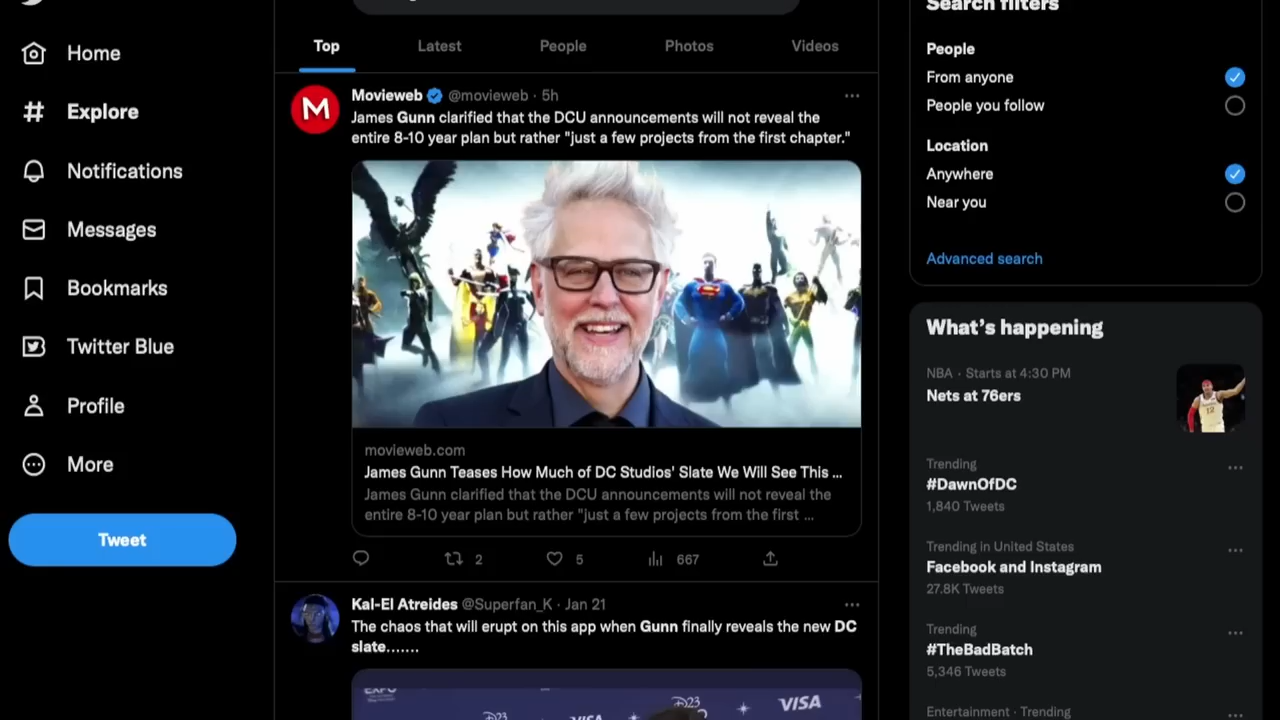 Home
Explore
Notifications
Messages
Bookmarks
Twitter Blue
Profile
More
Tweet
Top
Latest
People
Photos
Videos
M
Movieweb @movieweb · 5h
James Gunn clarified that the DCU announcements will not reveal the
entire 8-10 year plan but rather "just a few projects from the first chapter."
movieweb.com
James Gunn Teases How Much of DC Studios' Slate We Will See This ...
James Gunn clarified that the DCU announcements will not reveal the
entire 8-10 year plan but rather "just a few projects from the first ...
2
5
667
Kal-El Atreides @Superfan_K · Jan 21
The chaos that will erupt on this app when Gunn finally reveals the new DC
slate.......
EXPO
D23
VISA
D23
VISA
Search filters
People
From anyone
People you follow
Location
Anywhere
Near you
Advanced search
What's happening
NBA · Starts at 4:30 PM
Nets at 76ers
Trending
#DawnOfDC
1,840 Tweets
Trending in United States
Facebook and Instagram
27.8K Tweets
Trending
#TheBadBatch
5,346 Tweets
Entertainment · Trending